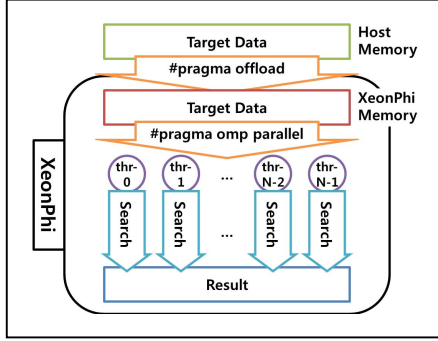 Target Data
Host
Memory
#pragma offload
Target Data
XeonPhi
Memory
#pragma omp parallel
XeonPhi
thr-
0
thr-
1
...
thr-
N-2
thr-
N-1
Search
Search
...
Search
Search
Result